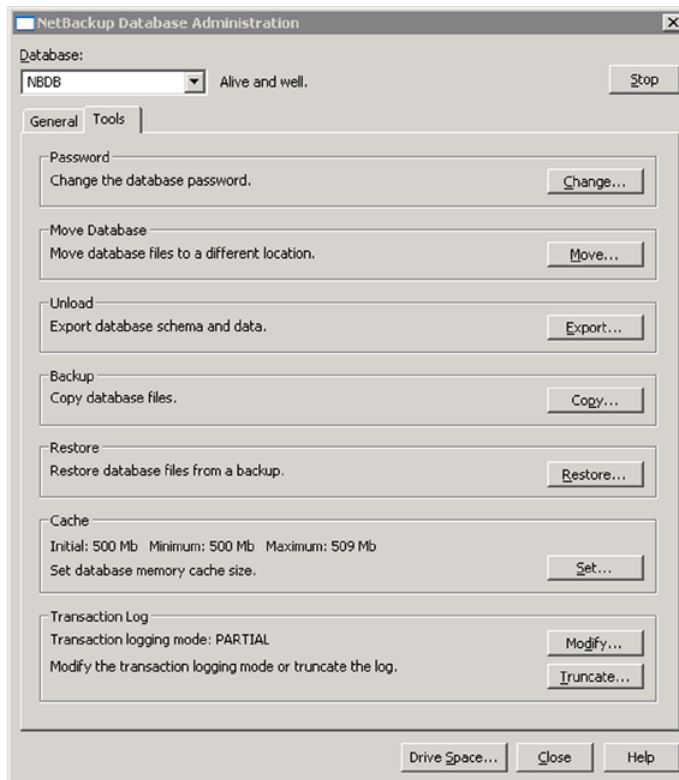 NetBackup Database Administration
Database:
NBDB
Alive and well.
Stop
General
Tools
Password
Change the database password.
Change...
Move Database
Move database files to a different location.
Move...
Unload
Export database schema and data.
Export...
Backup
Copy database files.
Copy...
Restore
Restore database files from a backup.
Restore...
Cache
Initial: 500 Mb Minimum: 500 Mb Maximum: 509 Mb
Set database memory cache size.
Set...
Transaction Log
Transaction logging mode: PARTIAL
Modify...
Modify the transaction logging mode or truncate the log.
Truncate...
Drive Space...
Close
Help